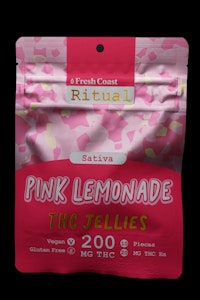 Fresh Coast
Ritual
Sativa
PINK LEMONADE
THC JELLIES
Vegan V 200 Pieces
Gluten Free MG THC MG THC Ea